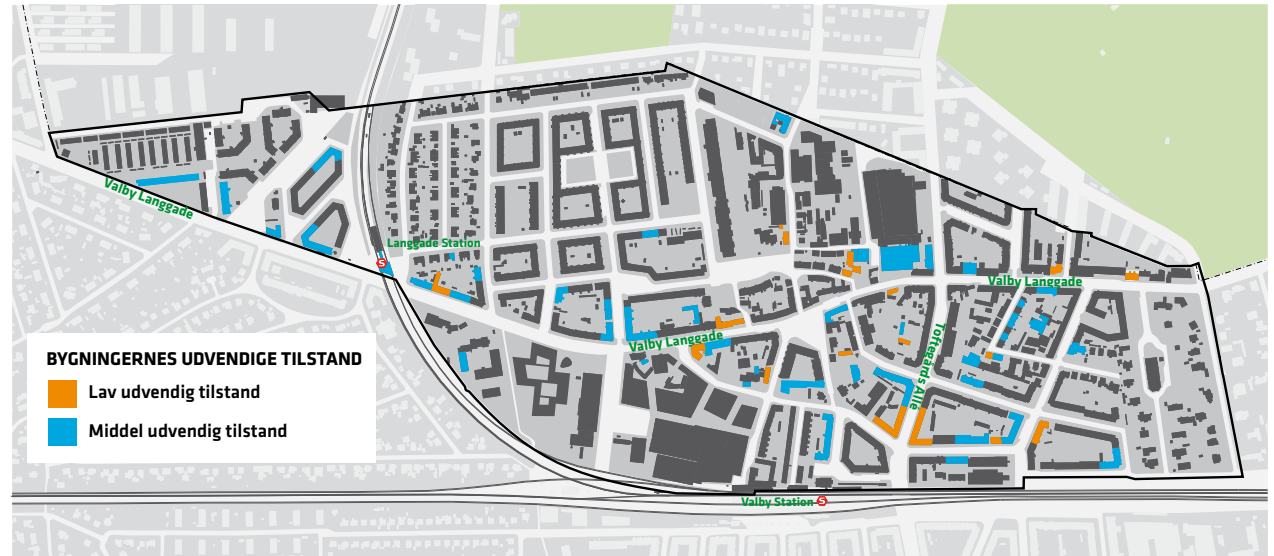 Valby Langgade
Langgade Station
S
Valby Langgade
Valby Langgade
Toftegårds Allé
BYGNINGERNES UDVENDIGE TILSTAND
Lav udvendig tilstand
Middel udvendig tilstand
Valby Station S